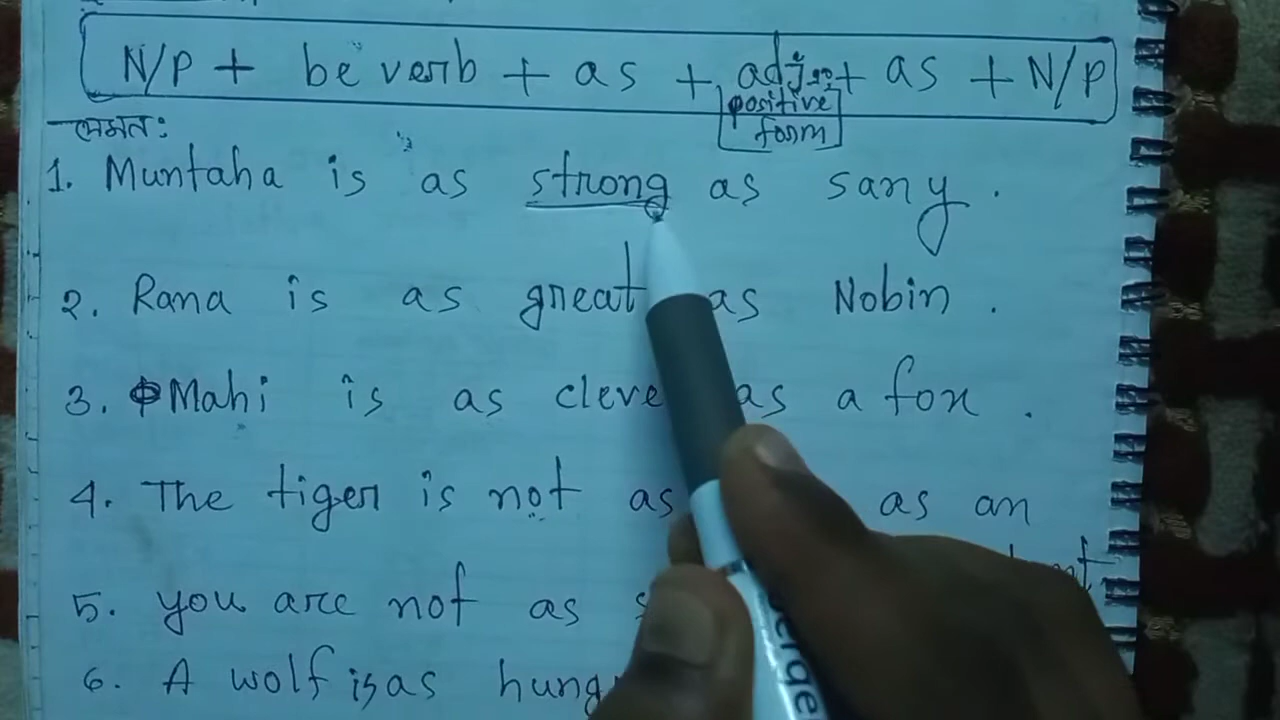 N/P + be verb + as + adj + as + N/P
positive
form
যেমন:
1. Muntaha is as strong as sany.
2. Rana is as great as Nobin.
3. Mahi is as cleve as a fox.
4. The tiger is not as as an
5. you are not as
6. A wolf is as hung